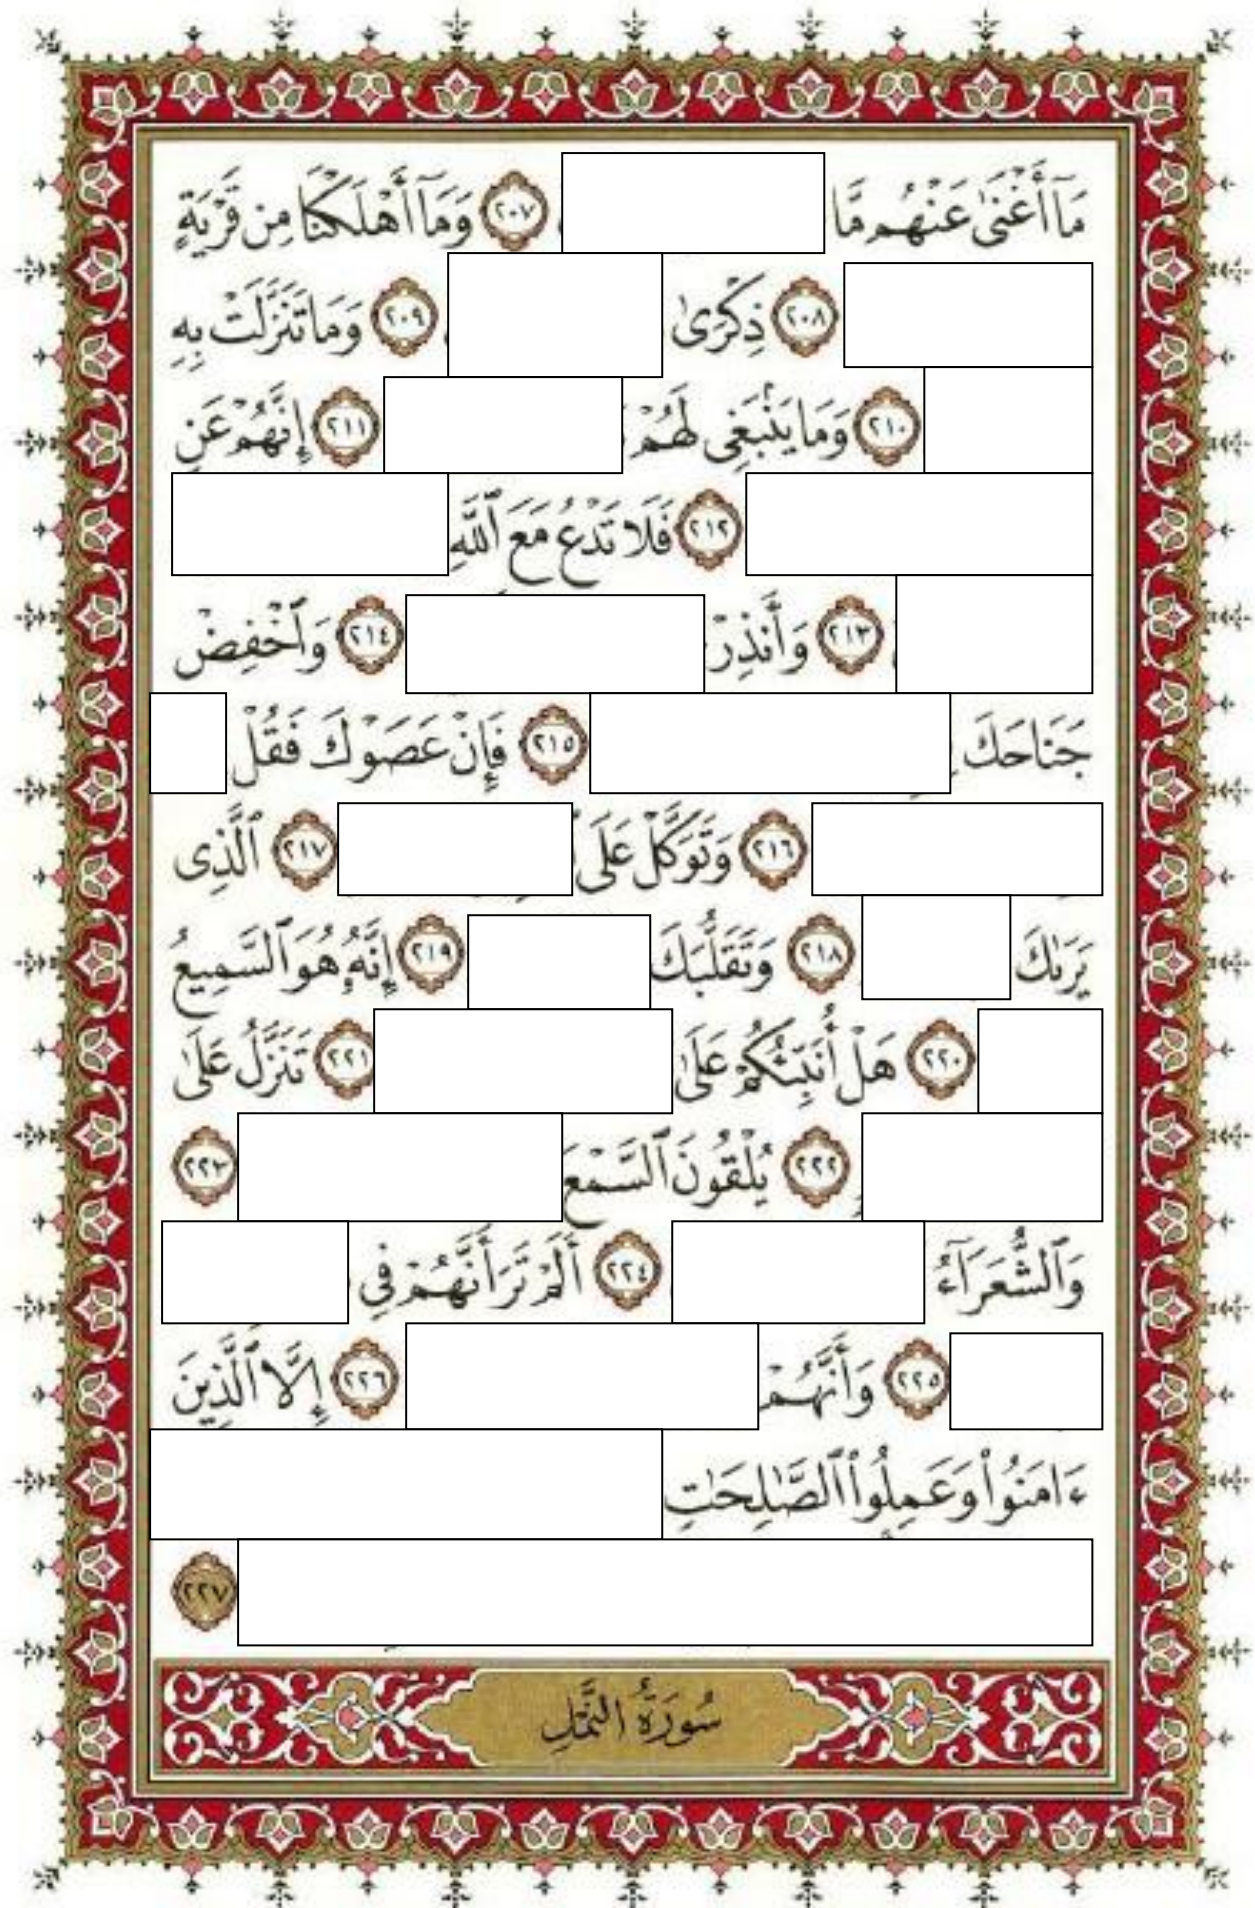 مَآ أَغْنَىٰ عَنْهُم مَّا ٢٠٧ وَمَآ أَهْلَكْنَا مِن قَرْيَةٍ
٢٠٨ ذِكْرَىٰ ٢٠٩ وَمَا تَنَزَّلَتْ بِهِ
٢١٠ وَمَا يَنۢبَغِى لَهُمْ ٢١١ إِنَّهُمْ عَنِ
٢١٢ فَلَا تَدْعُ مَعَ ٱللَّهِ
٢١٣ وَأَنذِرْ ٢١٤ وَٱخْفِضْ
جَنَاحَكَ ٢١٥ فَإِنْ عَصَوْكَ فَقُلْ
٢١٦ وَتَوَكَّلْ عَلَى ٢١٧ ٱلَّذِى
يَرَىٰكَ ٢١٨ وَتَقَلُّبَكَ ٢١٩ إِنَّهُۥ هُوَ ٱلسَّمِيعُ
٢٢٠ هَلْ أُنَبِّئُكُمْ عَلَىٰ ٢٢١ تَنَزَّلُ عَلَىٰ
٢٢٢ يُلْقُونَ ٱلسَّمْعَ ٢٢٣
وَٱلشُّعَرَآءُ ٢٢٤ أَلَمْ تَرَ أَنَّهُمْ فِى
٢٢٥ وَأَنَّهُمْ ٢٢٦ إِلَّا ٱلَّذِينَ
ءَامَنُوا۟ وَعَمِلُوا۟ ٱلصَّٰلِحَٰتِ
٢٢٧
سُورَةُ النَّمْلِ